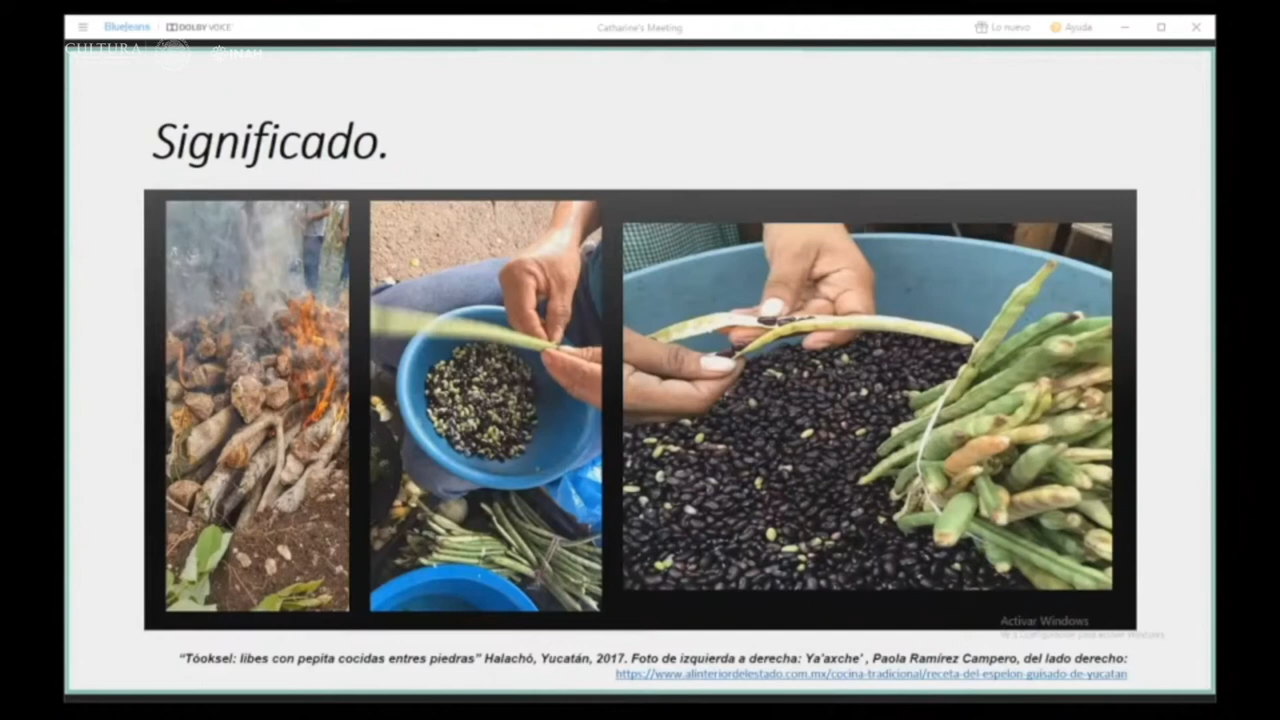 BlueJeans DOLBY VOICE Catharine's Meeting Lo nuevo Ayuda
CULTURA INAH
Significado.
Activar Windows
Ve a Configuración para activar Windows.
"Tóoksel: libes con pepita cocidas entres piedras" Halachó, Yucatán, 2017. Foto de izquierda a derecha: Ya'axche' , Paola Ramírez Campero, del lado derecho:
https://www.alinteriordelestado.com.mx/cocina-tradicional/receta-del-espelon-guisado-de-yucatan